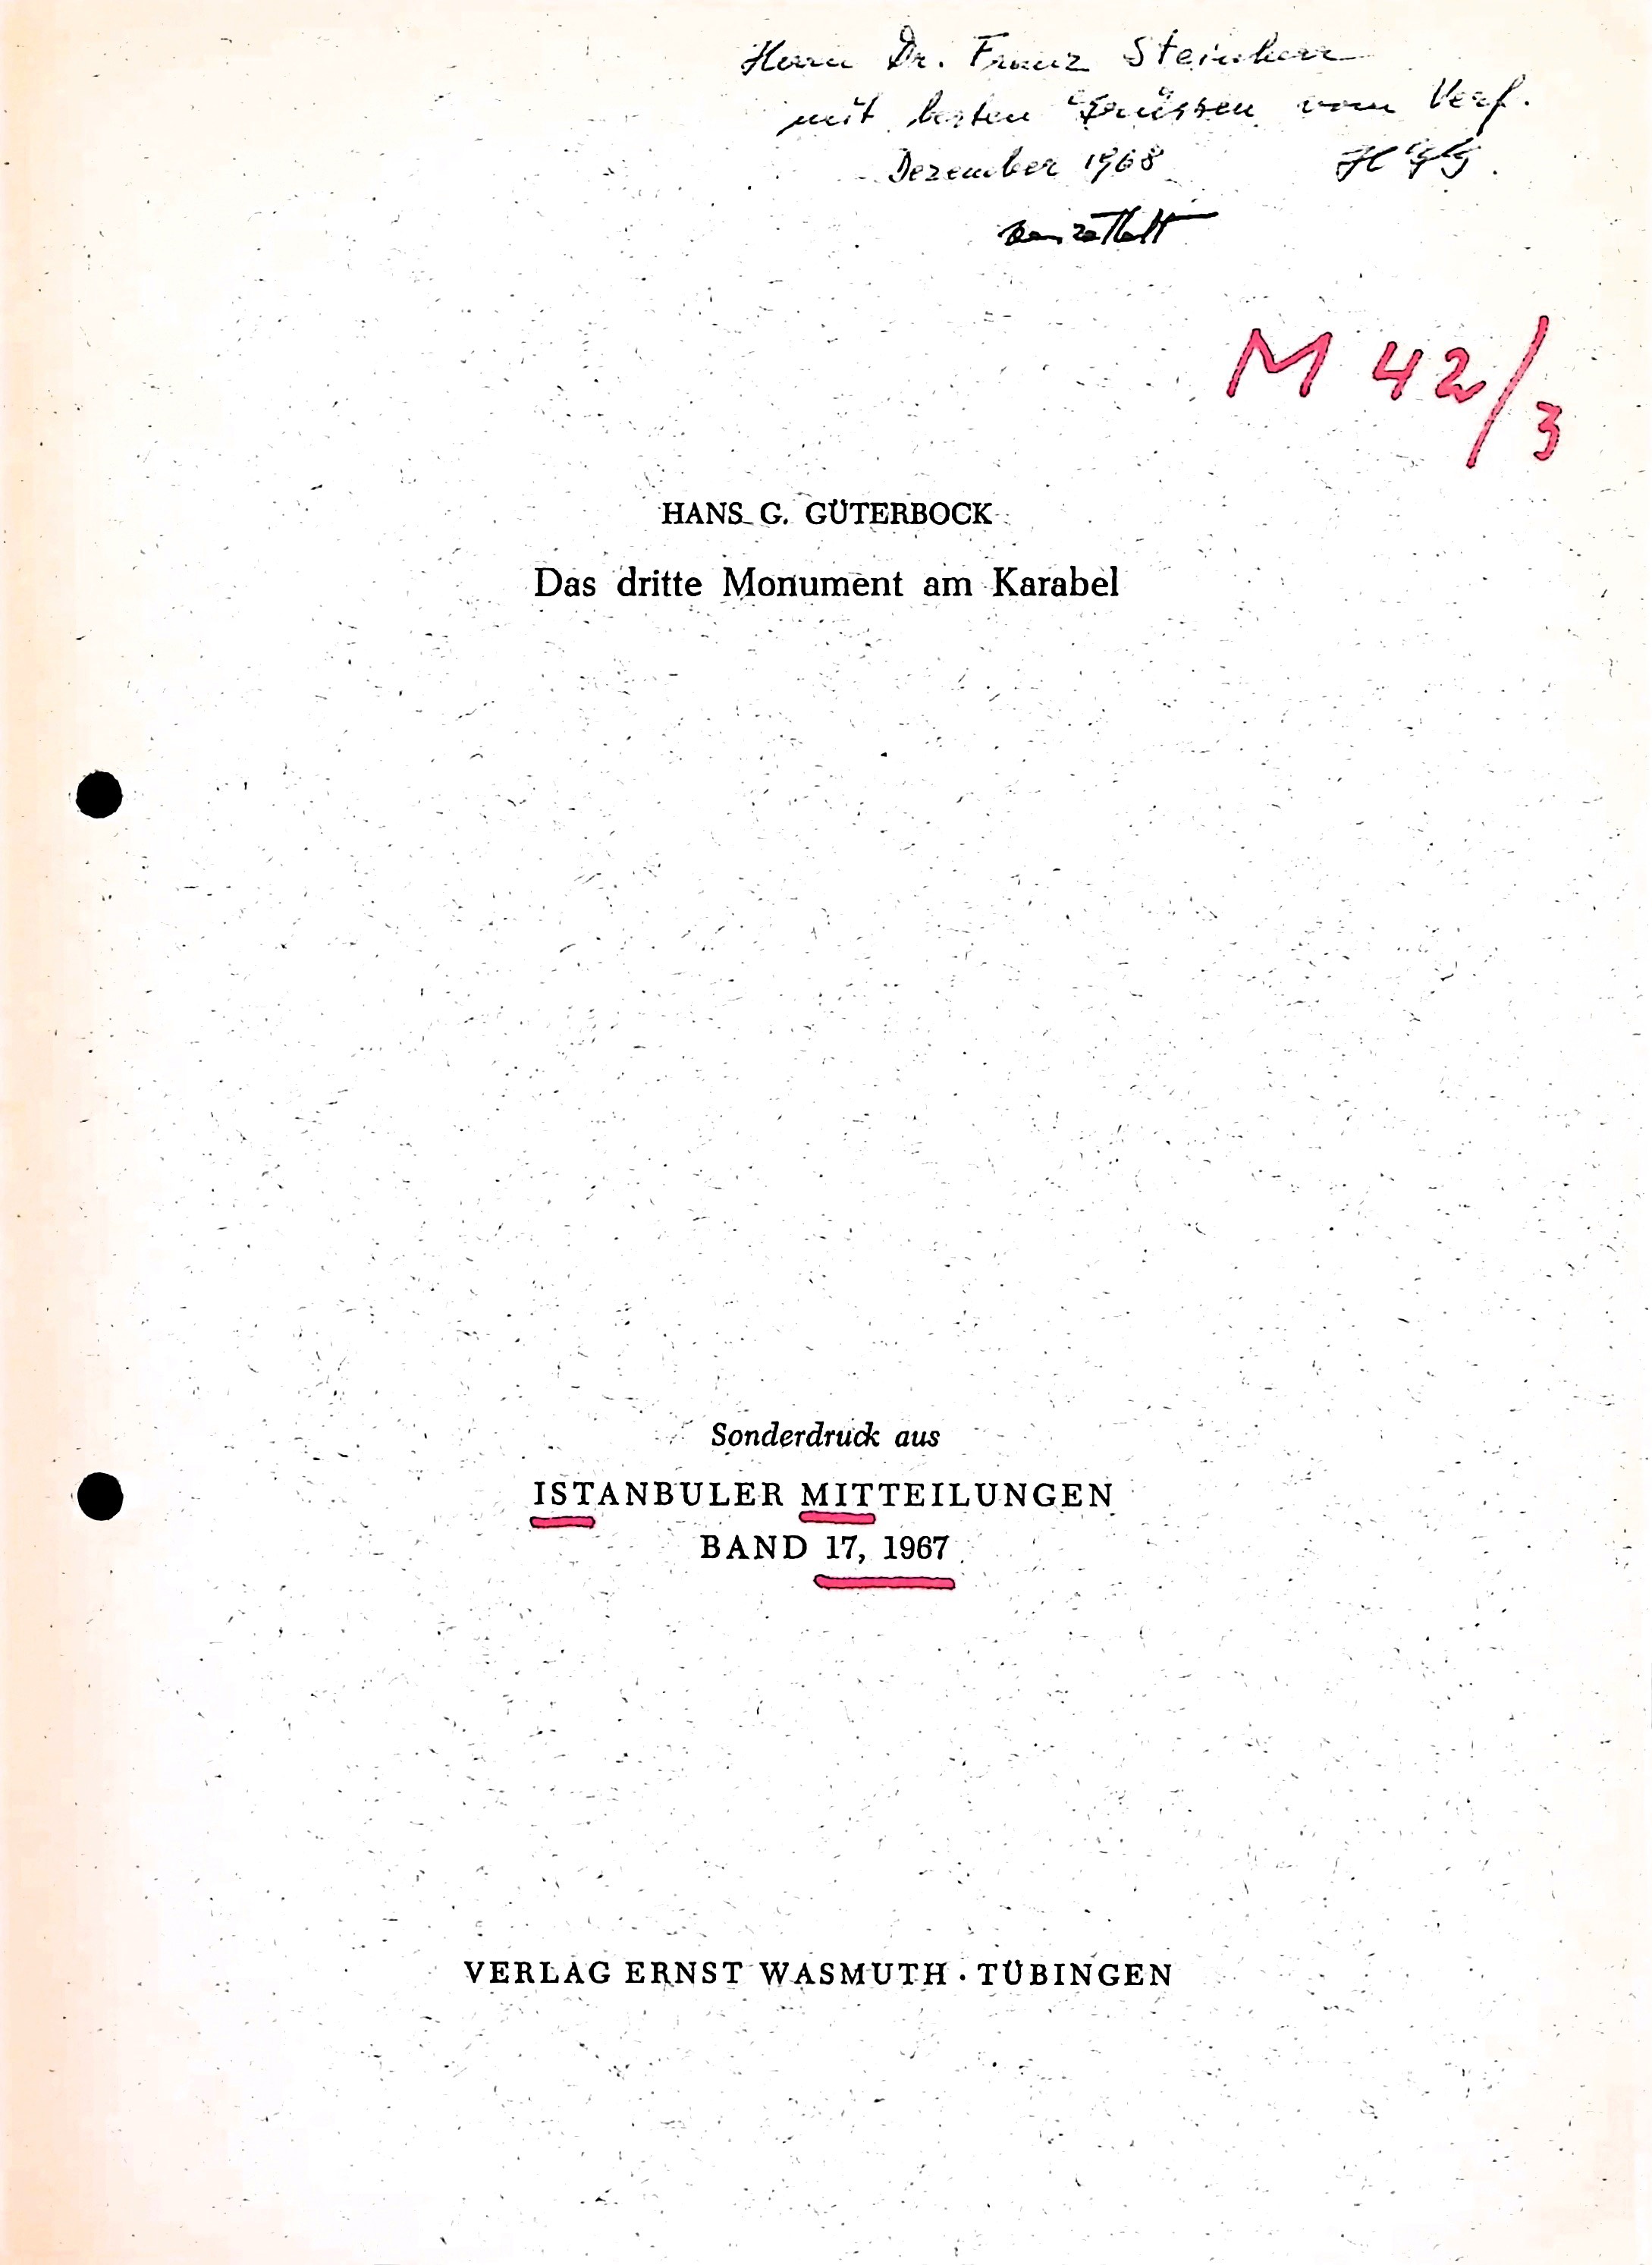 Herrn Dr. Franz Steinherr
mit besten Grüssen vom Verf.
Dezember 1968 HGG.
M 42/3
HANS G. GÜTERBOCK
Das dritte Monument am Karabel
Sonderdruck aus
ISTANBULER MITTEILUNGEN
BAND 17, 1967
VERLAG ERNST WASMUTH · TÜBINGEN